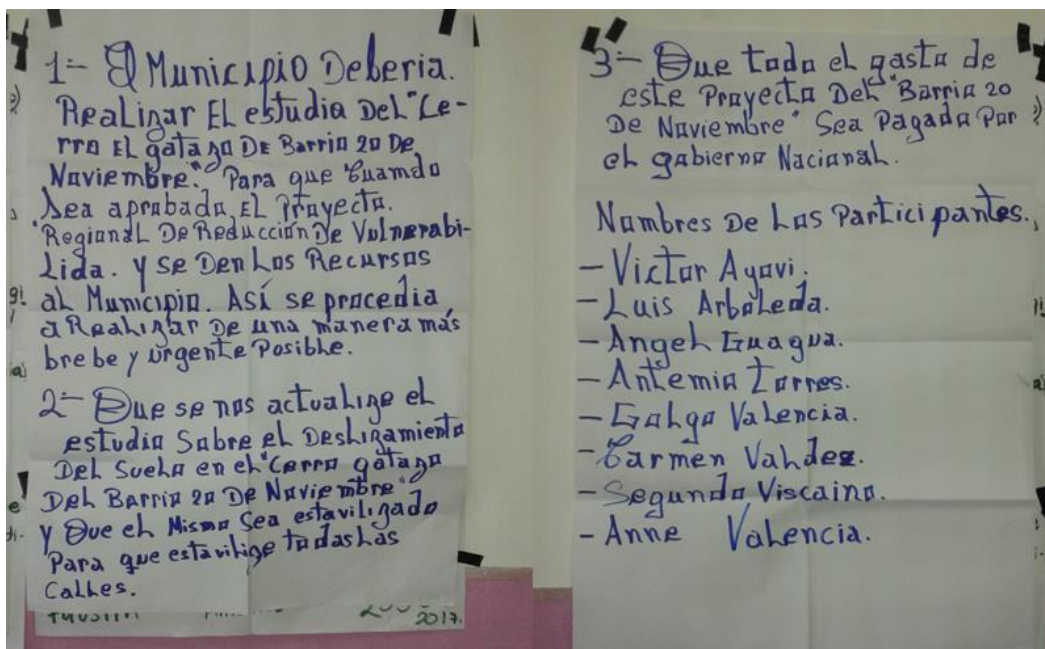 1- El Municipio Deberia.
Realizar El estudio Del "Ce-
rro El gatazo De Barrio 20 De
Noviembre." Para que Cuamdo
Sea aprobado, El Proyecto.
"Regional De Reducción De Vulnerabi-
Lida. y se Den Los Recursos
al Municipio. Así se procedia
a Realizar De una manera más
brebe y urgente Posible.
2- Que se nos actualize el
estudio Sobre el Deslizamiento
Del Suelo en el "Cerro gatazo
Del Barrio 20 De Noviembre"
y Que el Mismo Sea estavilizado
Para que estavilize todas Las
Calles.
2017.
3- Que todo el gasto de
este Proyecto Del "Barrio 20
De Noviembre" Sea Pagado Por
el gobierno Nacional.
Nombres De Los Participantes.
- Victor Ayovi.
- Luis Arboleda.
- Angel Guagua.
- Antemio Torres.
- Galgo Valencia.
- Carmen Valdez.
- Segundo Viscaino.
- Anne Valencia.